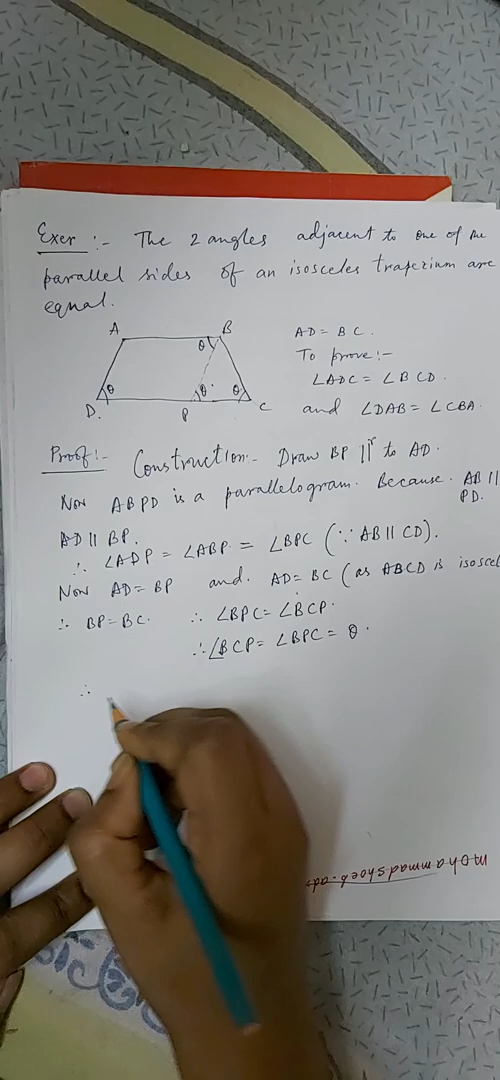 Exer :- The 2 angles adjacent to one of the
parallel sides of an isosceles trapezium are
equal.
A B
θ
θ θ θ
D P C
AD = BC.
To prove :-
∠ADC = ∠BCD.
and ∠DAB = ∠CBA.
Proof :- Construction:- Draw BP ||r to AD.
Now ABPD is a parallelogram. Because. AB ||
PD.
AD || BP.
∴ ∠ADP = ∠ABP = ∠BPC (∵ AB || CD).
Now AD = BP and. AD = BC (as ABCD is isoscel
∴ BP = BC. ∴ ∠BPC = ∠BCP.
∴ ∠BCP = ∠BPC = θ.
∴
mohammadshoeb.ads